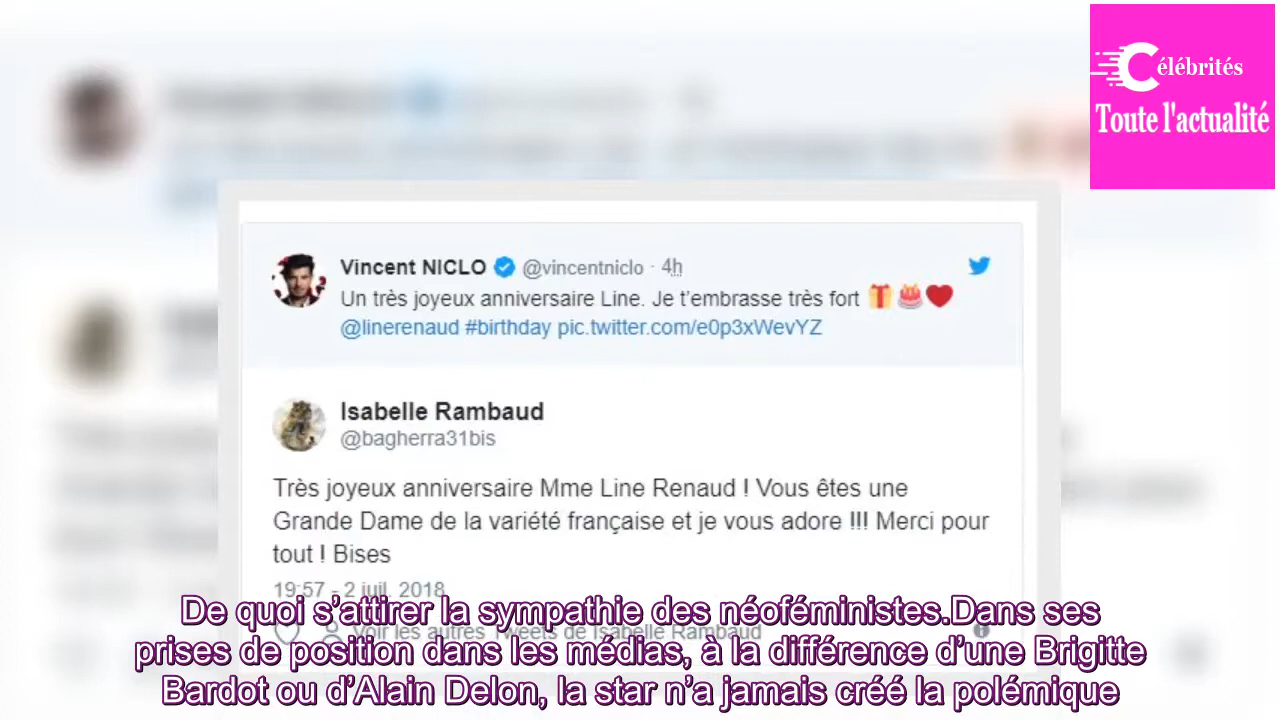 Célébrités
Toute l'actualité
Vincent NICLO @vincentniclo · 4h
Un très joyeux anniversaire Line. Je t'embrasse très fort 🎁🎂❤️
@linerenaud #birthday pic.twitter.com/e0p3xWevYZ
Isabelle Rambaud
@bagherra31bis
Très joyeux anniversaire Mme Line Renaud ! Vous êtes une
Grande Dame de la variété française et je vous adore !!! Merci pour
tout ! Bises
19:57 - 2 juil. 2018
Voir les autres Tweets de Isabelle Rambaud
De quoi s'attirer la sympathie des néoféministes.Dans ses
prises de position dans les médias, à la différence d'une Brigitte
Bardot ou d'Alain Delon, la star n'a jamais créé la polémique